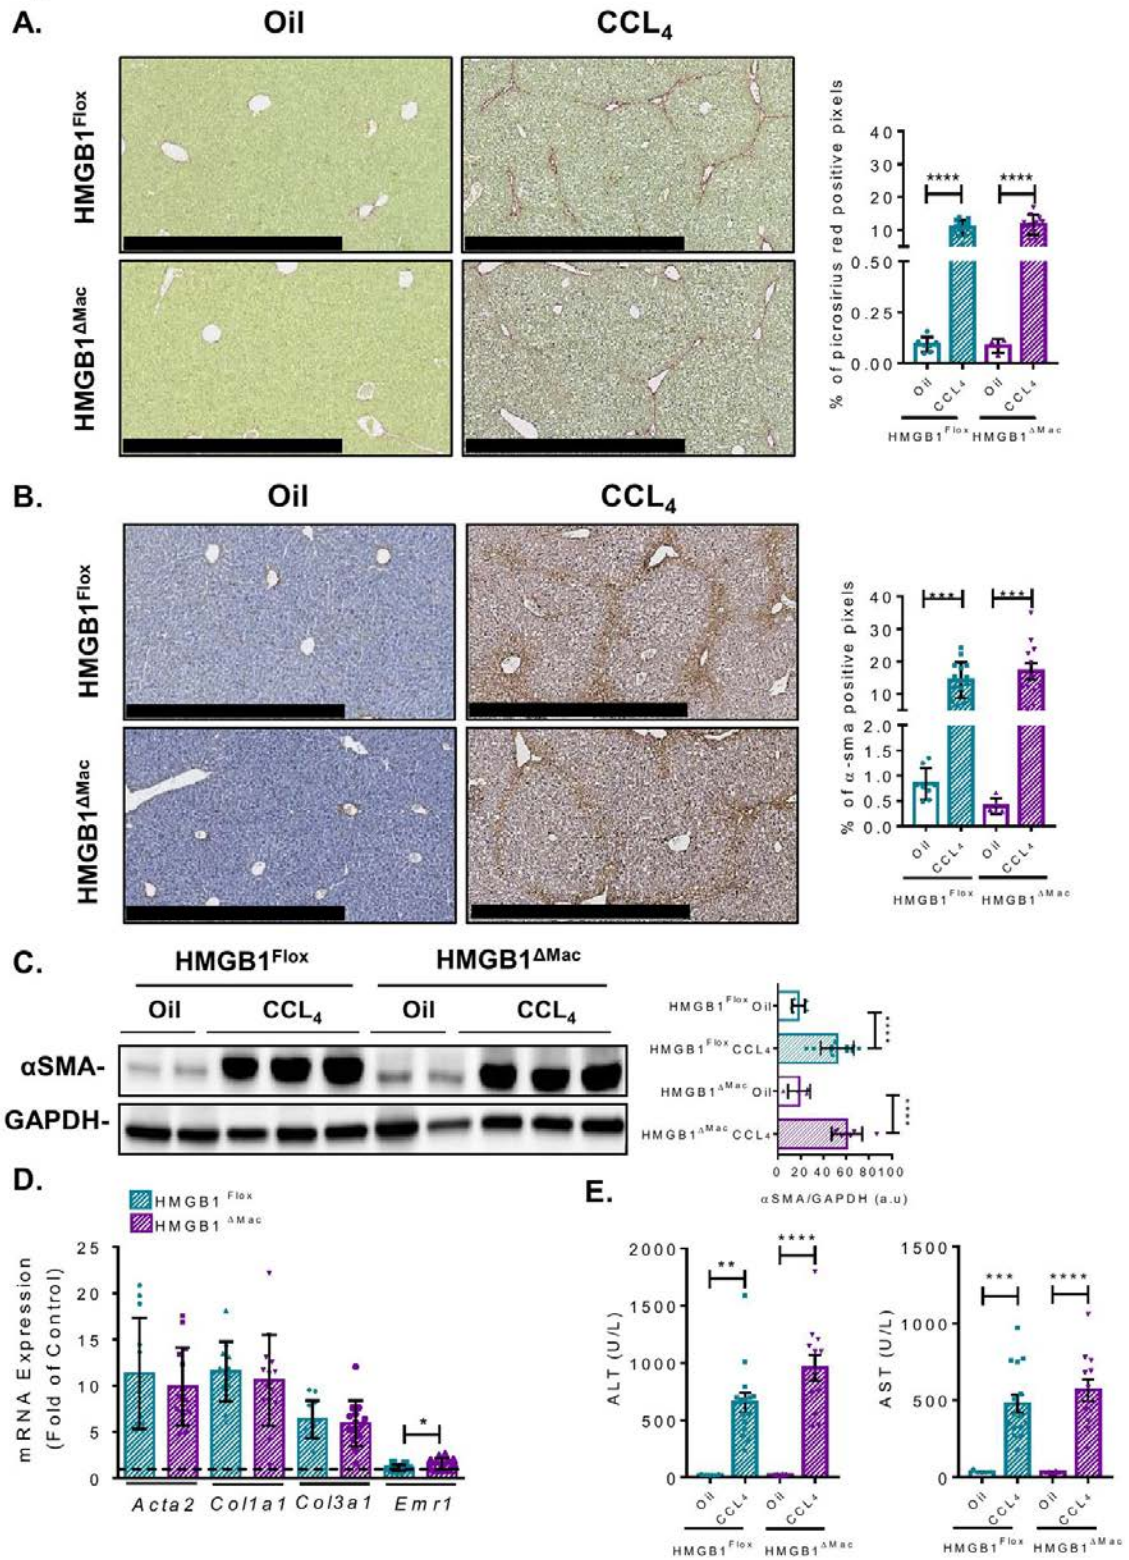 A.
Oil
CCL4
HMGB1Flox
HMGB1ΔMac
% of picrosirius red positive pixels
40
30
20
10
0.50
0.25
0.00
****
****
Oil
CCL4
Oil
CCL4
HMGB1Flox HMGB1ΔMac
B.
Oil
CCL4
HMGB1Flox
HMGB1ΔMac
% of α-sma positive pixels
40
30
20
10
2.0
1.5
1.0
0.5
0.0
***
***
Oil
CCL4
Oil
CCL4
HMGB1Flox HMGB1ΔMac
C.
HMGB1Flox HMGB1ΔMac
Oil CCL4 Oil CCL4
αSMA-
GAPDH-
HMGB1Flox Oil
HMGB1Flox CCL4
HMGB1ΔMac Oil
HMGB1ΔMac CCL4
****
****
0 20 40 60 80 100
αSMA/GAPDH (a.u)
D.
HMGB1 Flox
HMGB1 ΔMac
mRNA Expression
(Fold of Control)
25
20
15
10
5
0
*
Acta2 Col1a1 Col3a1 Emr1
E.
ALT (U/L)
2000
1500
1000
500
0
**
****
Oil
CCL4
Oil
CCL4
HMGB1Flox HMGB1ΔMac
AST (U/L)
1500
1000
500
0
***
****
Oil
CCL4
Oil
CCL4
HMGB1Flox HMGB1ΔMac